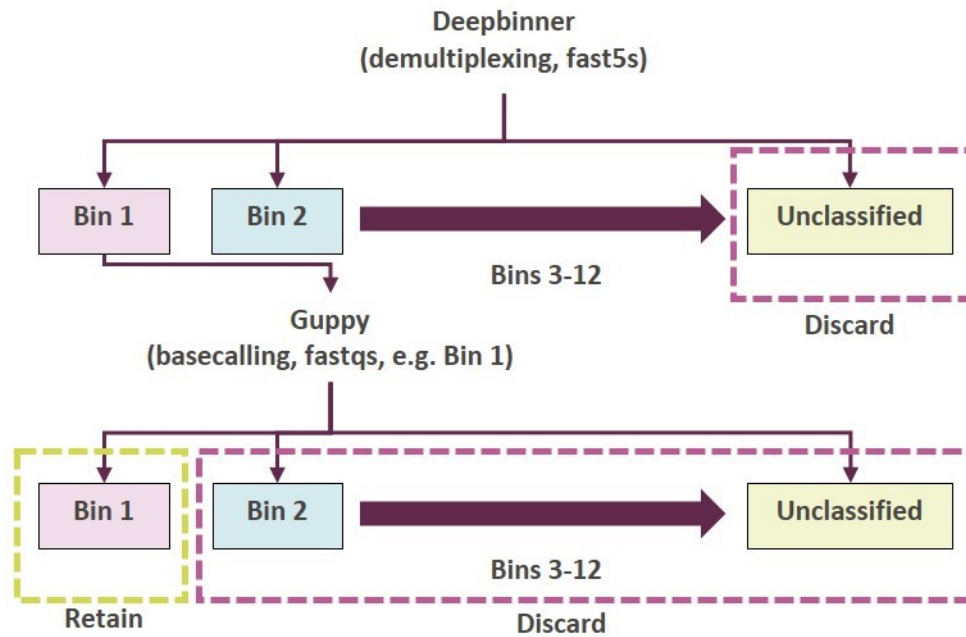 Deepbinner
(demultiplexing, fast5s)
Bin 1
Bin 2
Unclassified
Bins 3-12
Discard
Guppy
(basecalling, fastqs, e.g. Bin 1)
Bin 1
Bin 2
Unclassified
Bins 3-12
Retain
Discard